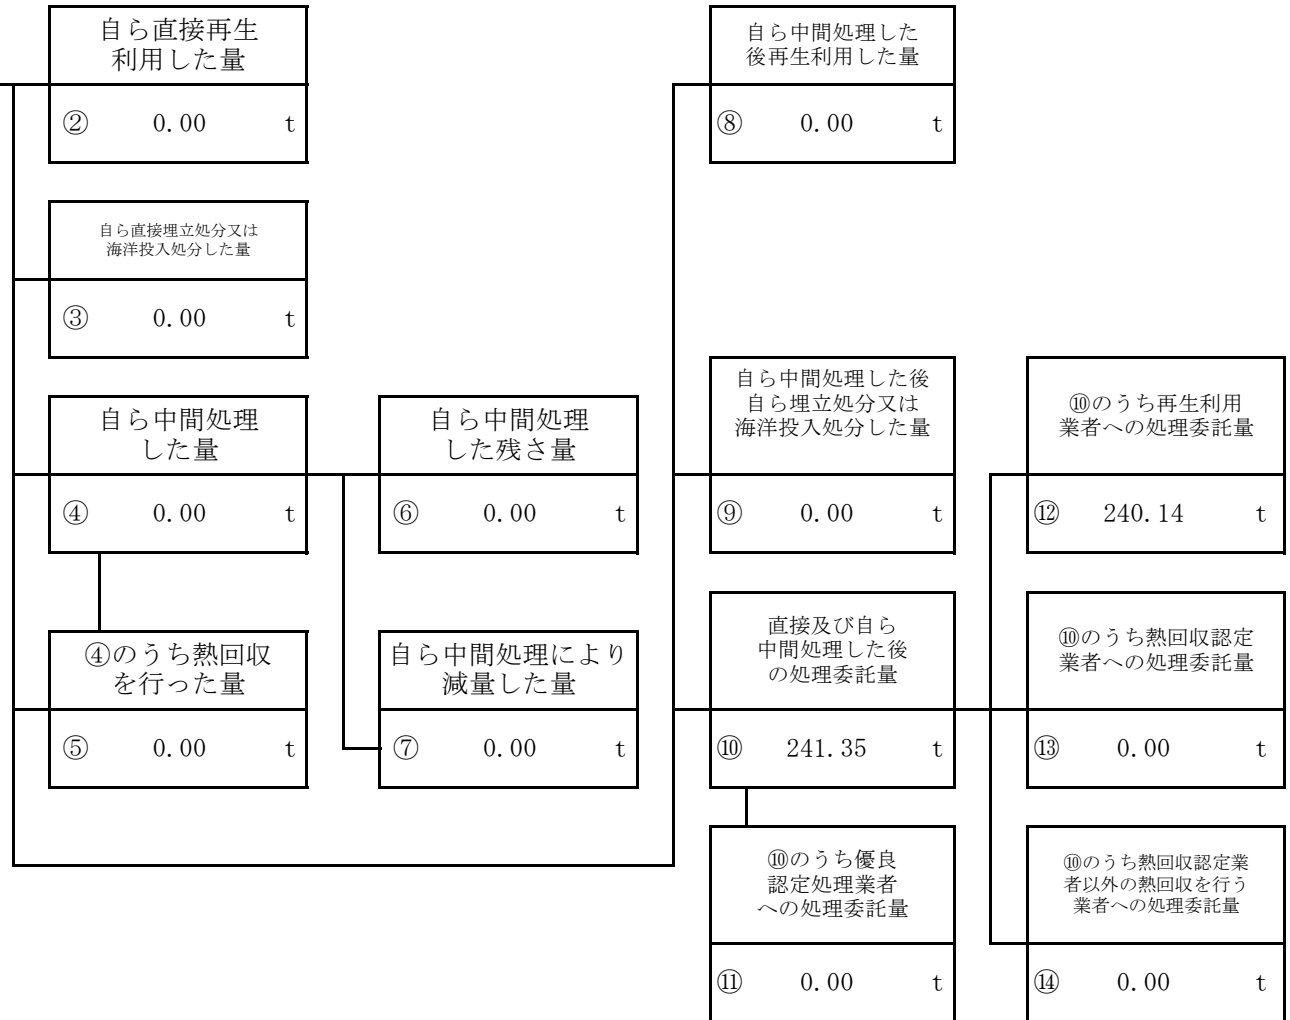 自ら直接再生
利用した量
② 0.00 t
自ら直接埋立処分又は
海洋投入処分した量
③ 0.00 t
自ら中間処理
した量
④ 0.00 t
④のうち熱回収
を行った量
⑤ 0.00 t
自ら中間処理
した残さ量
⑥ 0.00 t
自ら中間処理により
減量した量
⑦ 0.00 t
自ら中間処理した
後再生利用した量
⑧ 0.00 t
自ら中間処理した後
自ら埋立処分又は
海洋投入処分した量
⑨ 0.00 t
直接及び自ら
中間処理した後
の処理委託量
⑩ 241.35 t
⑩のうち優良
認定処理業者
への処理委託量
⑪ 0.00 t
⑩のうち再生利用
業者への処理委託量
⑫ 240.14 t
⑩のうち熱回収認定
業者への処理委託量
⑬ 0.00 t
⑩のうち熱回収認定業
者以外の熱回収を行う
業者への処理委託量
⑭ 0.00 t